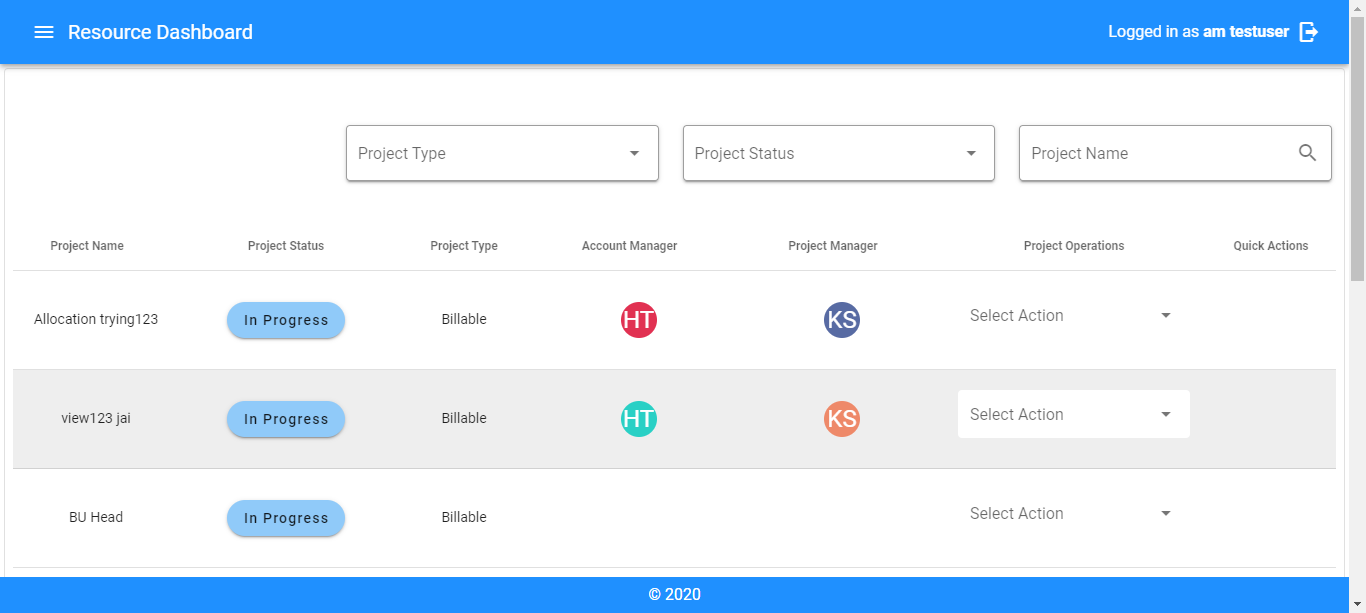 Resource Dashboard
Logged in as am testuser
Project Type
Project Status
Project Name
Project Name Project Status Project Type Account Manager Project Manager Project Operations Quick Actions
Allocation trying123 In Progress Billable HT KS Select Action
view123 jai In Progress Billable HT KS Select Action
BU Head In Progress Billable Select Action
© 2020